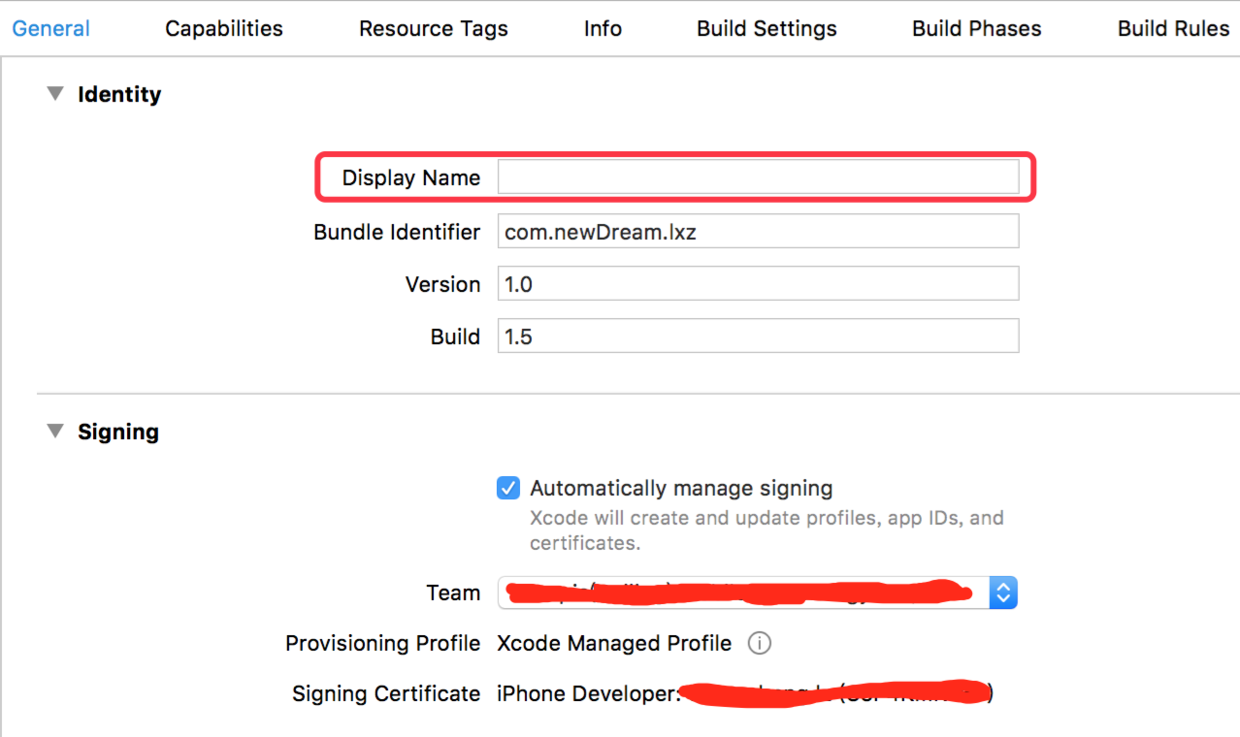 General Capabilities Resource Tags Info Build Settings Build Phases Build Rules
Identity
Display Name
Bundle Identifier com.newDream.lxz
Version 1.0
Build 1.5
Signing
Automatically manage signing
Xcode will create and update profiles, app IDs, and
certificates.
Team
Provisioning Profile Xcode Managed Profile
Signing Certificate iPhone Developer: